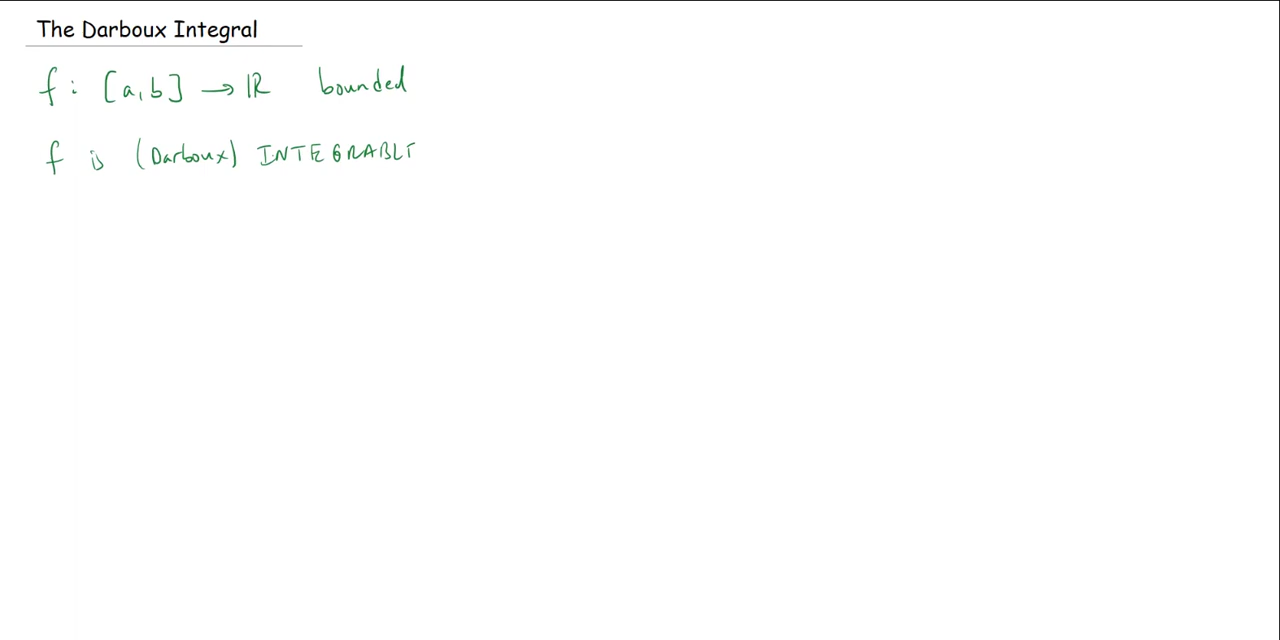 The Darboux Integral
f : [a,b] → ℝ bounded
f is (Darboux) INTEGRABLE